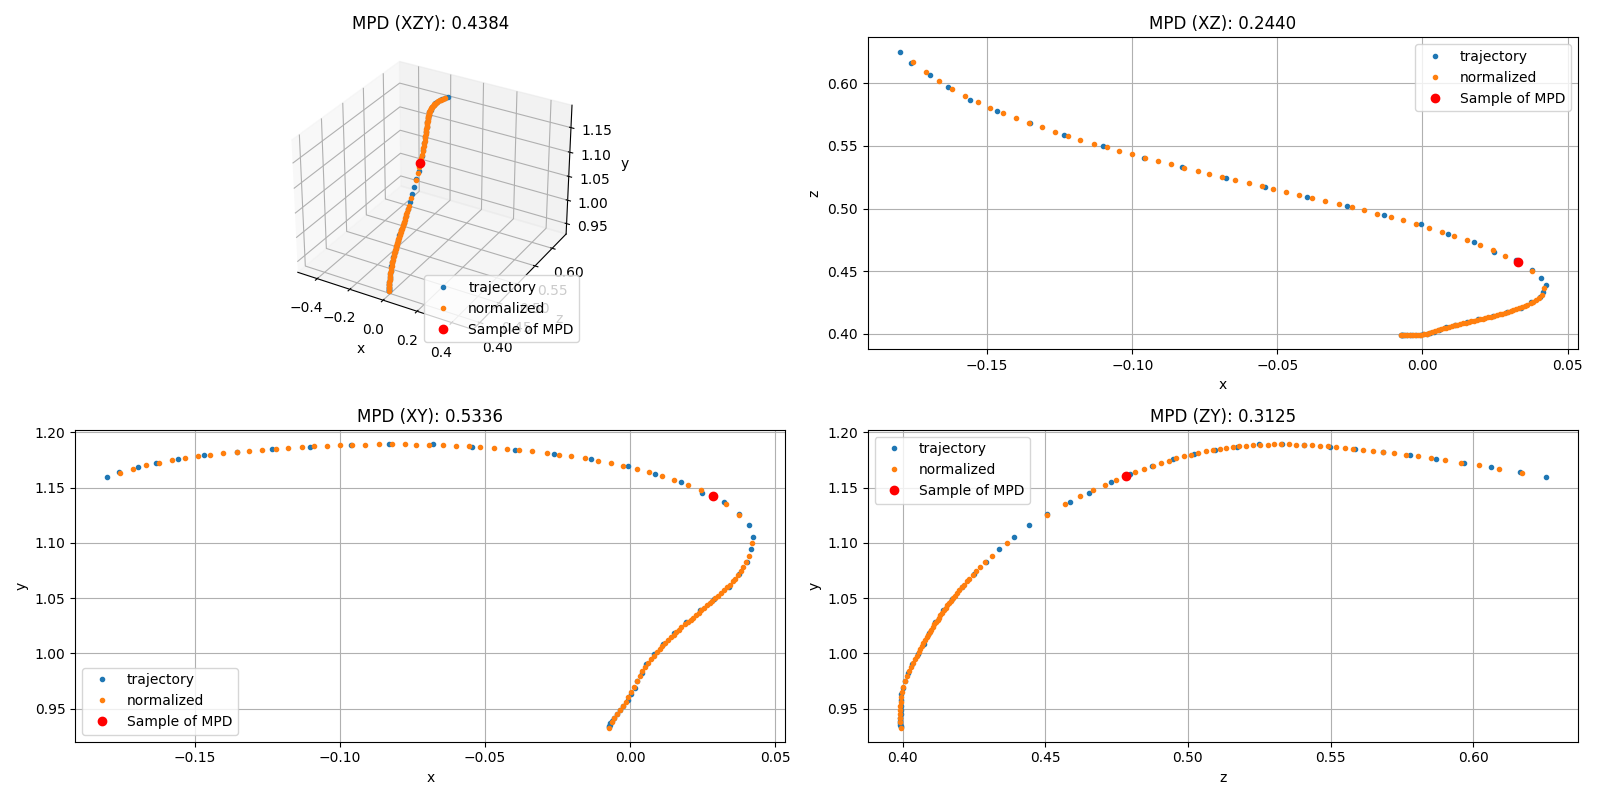 MPD (XZY): 0.4384
1.15
1.10
1.05
1.00
0.95
y
0.60
0.55
0.50
0.45
0.40
z
−0.4
−0.2
0.0
0.2
0.4
x
trajectory
normalized
Sample of MPD
MPD (XZ): 0.2440
trajectory
normalized
Sample of MPD
0.60
0.55
0.50
0.45
0.40
z
−0.15 −0.10 −0.05 0.00 0.05
x
MPD (XY): 0.5336
1.20
1.15
1.10
1.05
1.00
0.95
y
trajectory
normalized
Sample of MPD
−0.15 −0.10 −0.05 0.00 0.05
x
MPD (ZY): 0.3125
trajectory
normalized
Sample of MPD
1.20
1.15
1.10
1.05
1.00
0.95
y
0.40 0.45 0.50 0.55 0.60
z